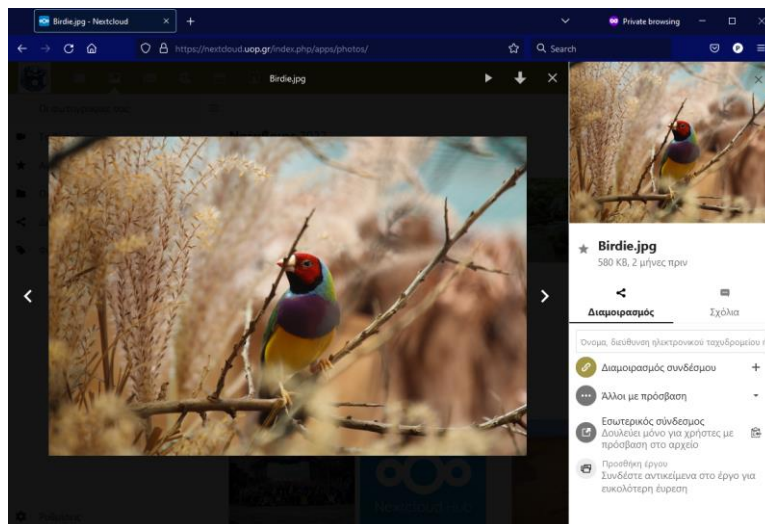 Birdie.jpg - Nextcloud
Private browsing
https://nextcloud.uop.gr/index.php/apps/photos/
Search
Birdie.jpg
Birdie.jpg
580 KB, 2 μήνες πριν
Διαμοιρασμός
Σχόλια
Όνομα, διεύθυνση ηλεκτρονικού ταχυδρομείου
Διαμοιρασμός συνδέσμου
Άλλοι με πρόσβαση
Εσωτερικός σύνδεσμος
Δουλεύει μόνο για χρήστες με
πρόσβαση στο αρχείο
Προσθήκη έργου
Συνδέστε αντικείμενα στο έργο για
ευκολότερη εύρεση